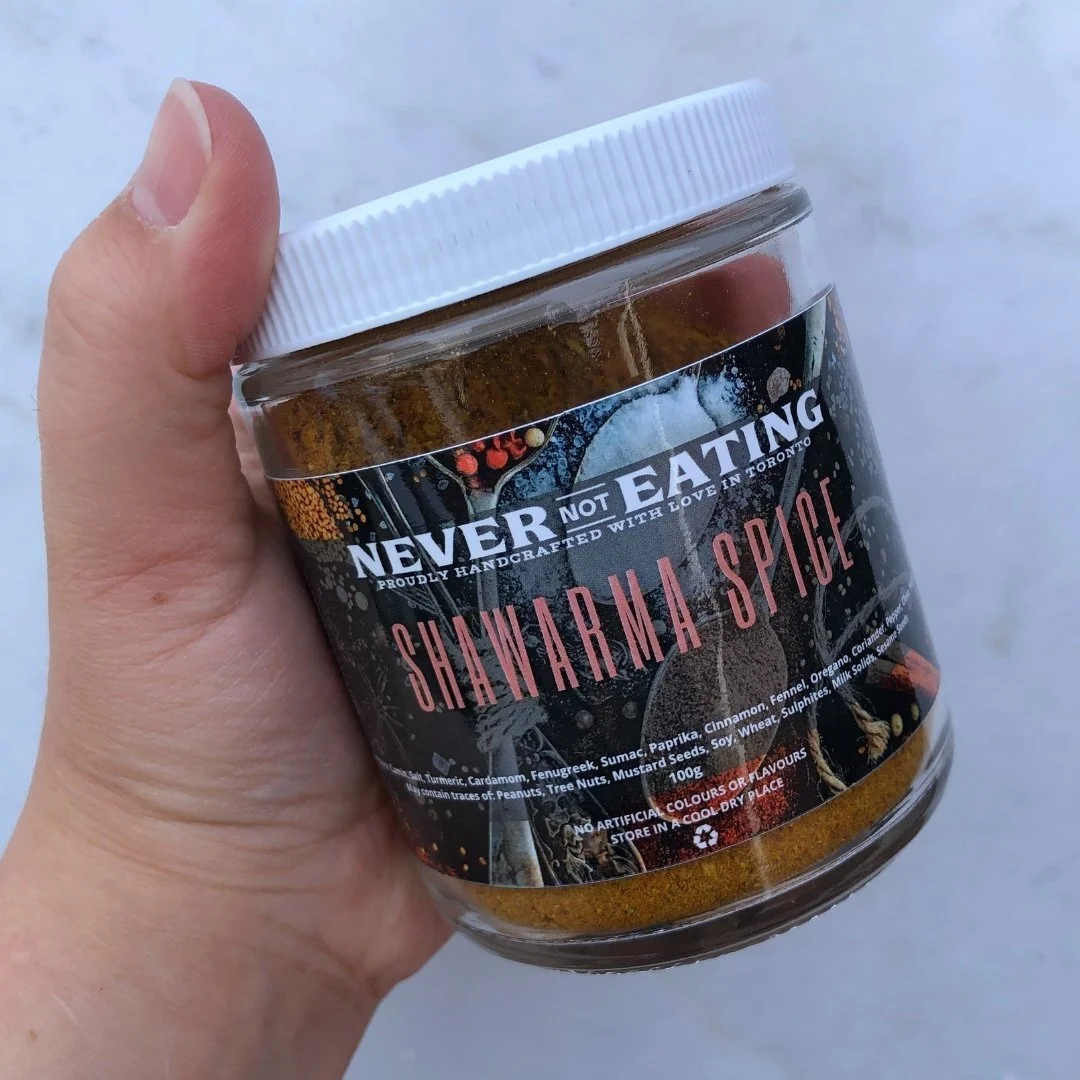 NEVER NOT EATING
PROUDLY HANDCRAFTED WITH LOVE IN TORONTO
SHAWARMA SPICE
Salt, Turmeric, Cardamom, Fenugreek, Sumac, Paprika, Cinnamon, Fennel, Oregano, Coriander, Pepper,
May contain traces of: Peanuts, Tree Nuts, Mustard Seeds, Soy, Wheat, Sulphites, Milk Solids, Sesame Seeds
100g
NO ARTIFICIAL COLOURS OR FLAVOURS
STORE IN A COOL DRY PLACE